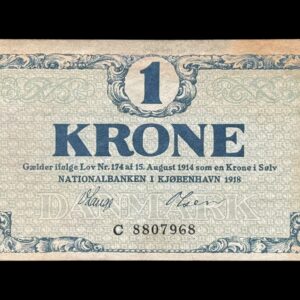 1
KRONE
Gælder ifølge Lov Nr. 174 af 15. August 1914 som en Krone i Sølv
NATIONALBANKEN I KJØBENHAVN 1918
DANMARK
C 8807968